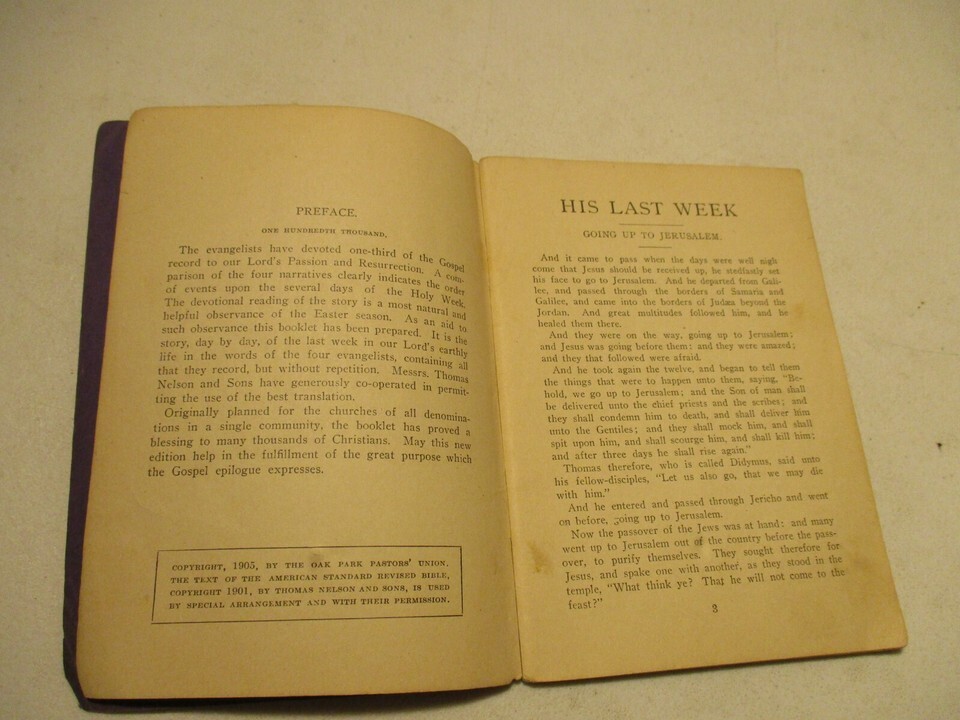 PREFACE.
ONE HUNDREDTH THOUSAND.
The evangelists have devoted one-third of the Gospel
record to our Lord's Passion and Resurrection. A com-
parison of the four narratives clearly indicates the order
of events upon the several days of the Holy Week.
The devotional reading of the story is a most natural and
helpful observance of the Easter season. As an aid to
such observance this booklet has been prepared. It is the
story, day by day, of the last week in our Lord's earthly
life in the words of the four evangelists, containing all
that they record, but without repetition. Messrs. Thomas
Nelson and Sons have generously co-operated in permit-
ting the use of the best translation.
Originally planned for the churches of all denomina-
tions in a single community, the booklet has proved a
blessing to many thousands of Christians. May this new
edition help in the fulfillment of the great purpose which
the Gospel epilogue expresses.
COPYRIGHT, 1905, BY THE OAK PARK PASTORS' UNION.
THE TEXT OF THE AMERICAN STANDARD REVISED BIBLE,
COPYRIGHT 1901, BY THOMAS NELSON AND SONS, IS USED
BY SPECIAL ARRANGEMENT AND WITH THEIR PERMISSION.
HIS LAST WEEK
GOING UP TO JERUSALEM.
And it came to pass when the days were well nigh
come that Jesus should be received up, he stedfastly set
his face to go to Jerusalem. And he departed from Gali-
lee, and passed through the borders of Samaria and
Galilee, and came into the borders of Judæa beyond the
Jordan. And great multitudes followed him, and he
healed them there.
And they were on the way, going up to Jerusalem;
and Jesus was going before them: and they were amazed;
and they that followed were afraid.
And he took again the twelve, and began to tell them
the things that were to happen unto them, saying, "Be-
hold, we go up to Jerusalem; and the Son of man shall
be delivered unto the chief priests and the scribes; and
they shall condemn him to death, and shall deliver him
unto the Gentiles; and they shall mock him, and shall
spit upon him, and shall scourge him, and shall kill him;
and after three days he shall rise again."
Thomas therefore, who is called Didymus, said unto
his fellow-disciples, "Let us also go, that we may die
with him."
And he entered and passed through Jericho and went
on before, going up to Jerusalem.
Now the passover of the Jews was at hand: and many
went up to Jerusalem out of the country before the pass-
over, to purify themselves. They sought therefore for
Jesus, and spake one with another, as they stood in the
temple, "What think ye? That he will not come to the
feast?"
3